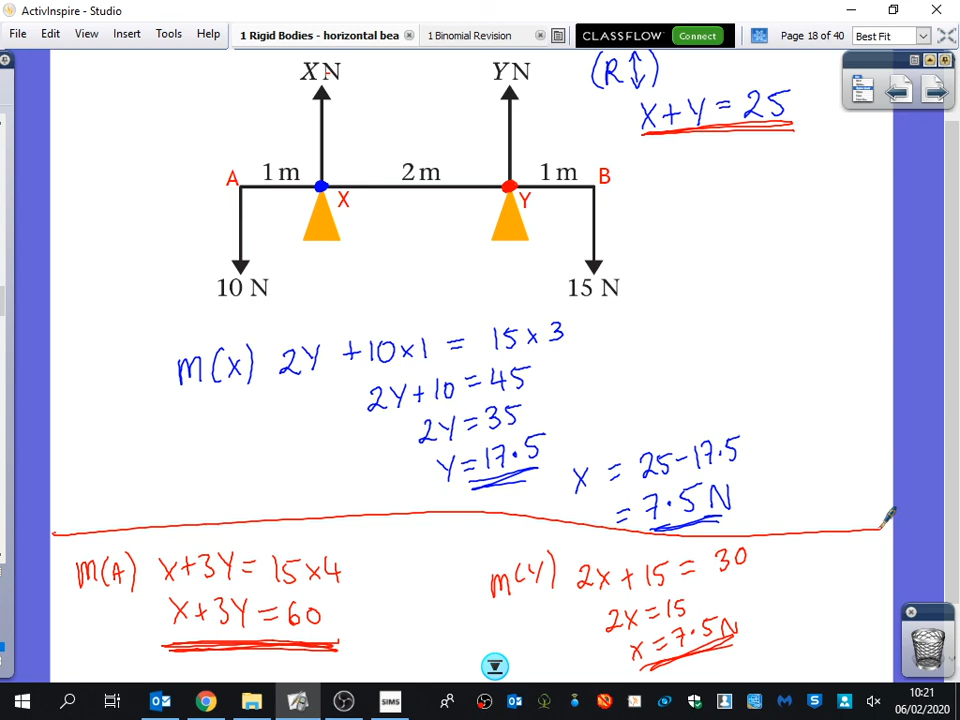 ActivInspire - Studio
File Edit View Insert Tools Help
1 Rigid Bodies - horizontal bea
1 Binomial Revision
CLASSFLOW Connect
Page 18 of 40
Best Fit
X N
Y N
(R↕)
X+Y = 25
A 1 m X 2 m Y 1 m B
10 N
15 N
M(X) 2Y +10×1 = 15×3
2Y+10 = 45
2Y = 35
Y = 17.5
X = 25-17.5
= 7.5 N
M(A) X+3Y = 15×4
X+3Y = 60
M(Y) 2X + 15 = 30
2X = 15
X = 7.5N
SIMS
10:21
06/02/2020